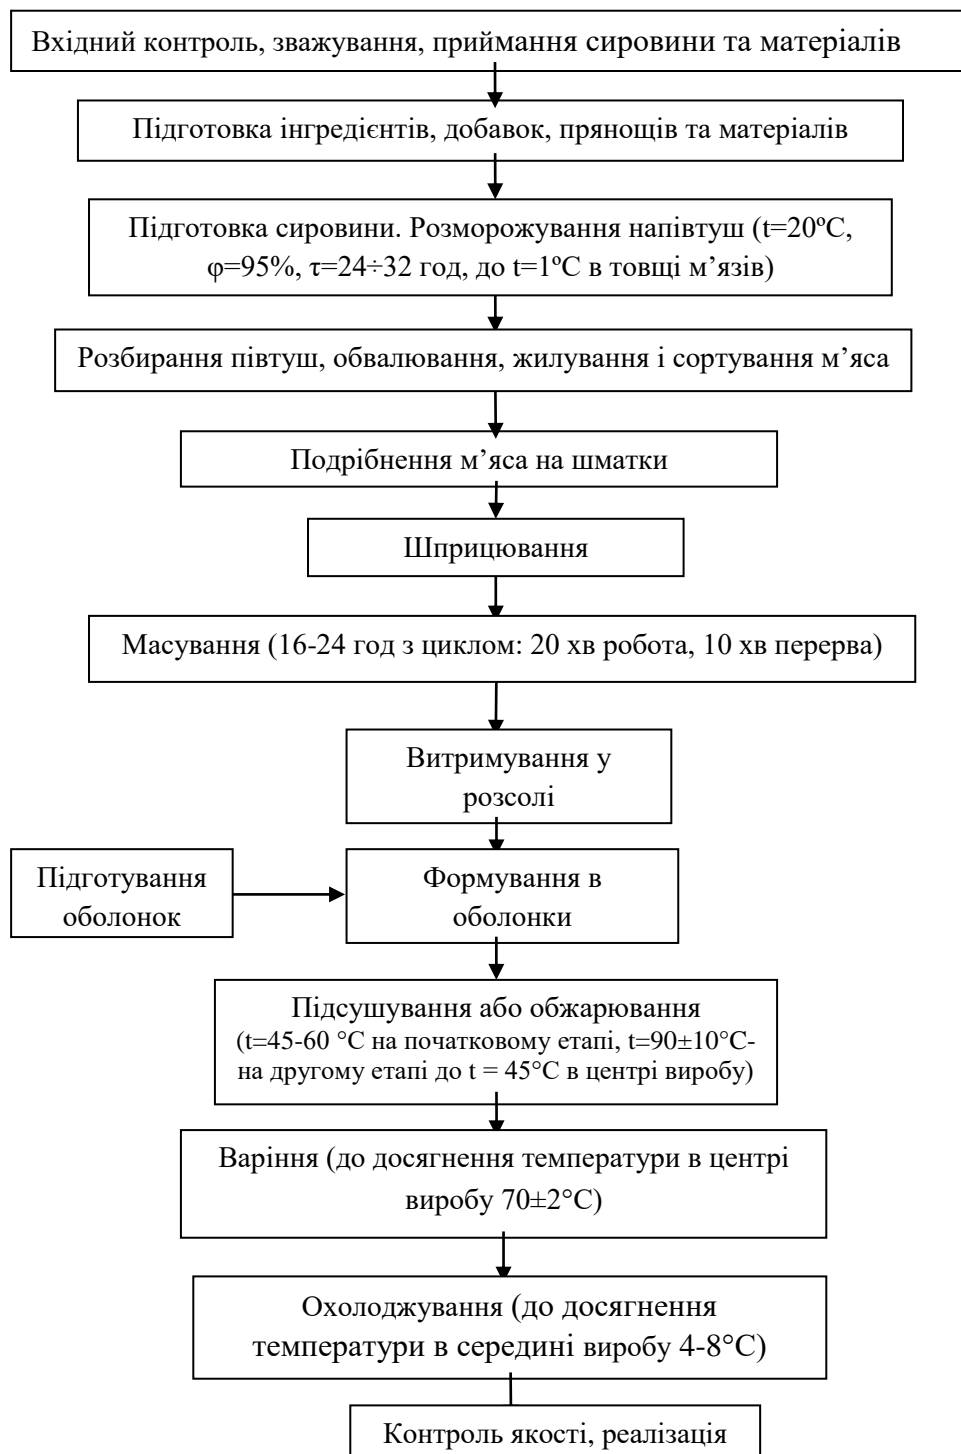 Вхідний контроль, зважування, приймання сировини та матеріалів
Підготовка інгредієнтів, добавок, прянощів та матеріалів
Підготовка сировини. Розморожування напівтуш (t=20ºC,
φ=95%, τ=24÷32 год, до t=1ºC в товщі м’язів)
Розбирання півтуш, обвалювання, жилування і сортування м’яса
Подрібнення м’яса на шматки
Шприцювання
Масування (16-24 год з циклом: 20 хв робота, 10 хв перерва)
Витримування у
розсолі
Підготування
оболонок
Формування в
оболонки
Підсушування або обжарювання
(t=45-60 °C на початковому етапі, t=90±10°C-
на другому етапі до t = 45°C в центрі виробу)
Варіння (до досягнення температури в центрі
виробу 70±2°C)
Охолоджування (до досягнення
температури в середині виробу 4-8°C)
Контроль якості, реалізація